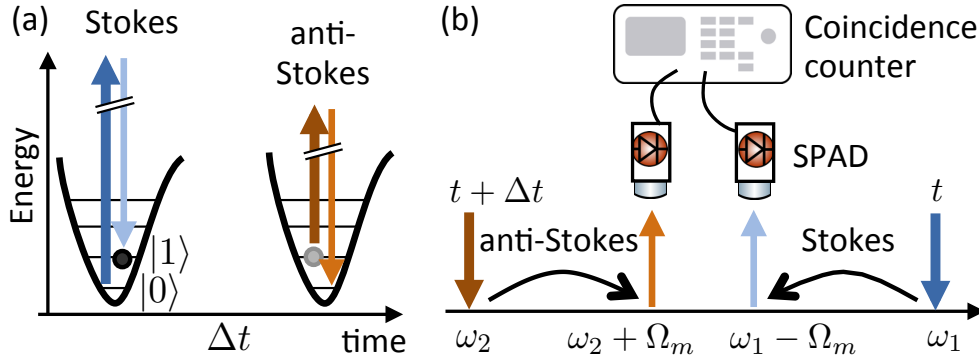 (a)
Stokes
anti-
Stokes
Energy
|1⟩
|0⟩
Δt
time
(b)
Coincidence
counter
SPAD
t + Δt
t
anti-Stokes
Stokes
ω₂
ω₂ + Ωₘ
ω₁ − Ωₘ
ω₁